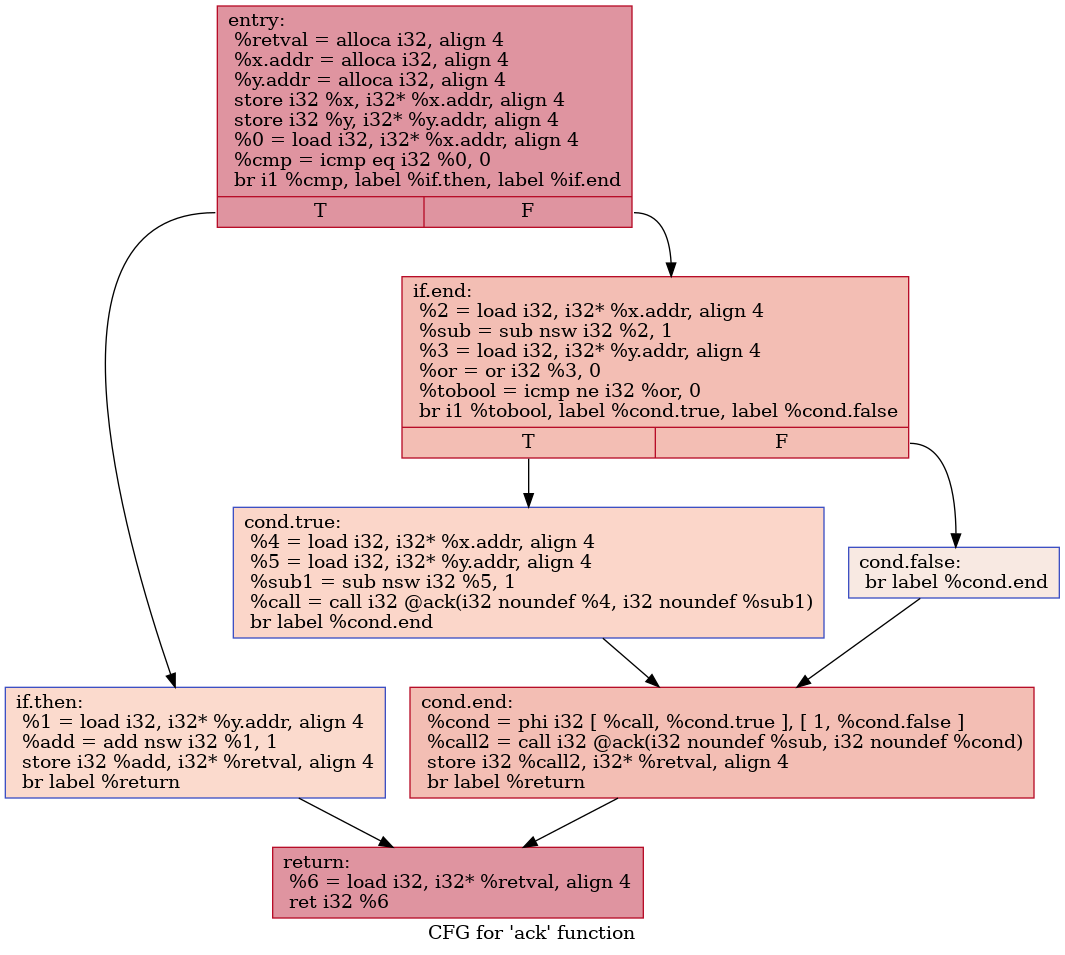 entry:
%retval = alloca i32, align 4
%x.addr = alloca i32, align 4
%y.addr = alloca i32, align 4
store i32 %x, i32* %x.addr, align 4
store i32 %y, i32* %y.addr, align 4
%0 = load i32, i32* %x.addr, align 4
%cmp = icmp eq i32 %0, 0
br i1 %cmp, label %if.then, label %if.end
T F
if.end:
%2 = load i32, i32* %x.addr, align 4
%sub = sub nsw i32 %2, 1
%3 = load i32, i32* %y.addr, align 4
%or = or i32 %3, 0
%tobool = icmp ne i32 %or, 0
br i1 %tobool, label %cond.true, label %cond.false
T F
cond.true:
%4 = load i32, i32* %x.addr, align 4
%5 = load i32, i32* %y.addr, align 4
%sub1 = sub nsw i32 %5, 1
%call = call i32 @ack(i32 noundef %4, i32 noundef %sub1)
br label %cond.end
cond.false:
br label %cond.end
if.then:
%1 = load i32, i32* %y.addr, align 4
%add = add nsw i32 %1, 1
store i32 %add, i32* %retval, align 4
br label %return
cond.end:
%cond = phi i32 [ %call, %cond.true ], [ 1, %cond.false ]
%call2 = call i32 @ack(i32 noundef %sub, i32 noundef %cond)
store i32 %call2, i32* %retval, align 4
br label %return
return:
%6 = load i32, i32* %retval, align 4
ret i32 %6
CFG for 'ack' function